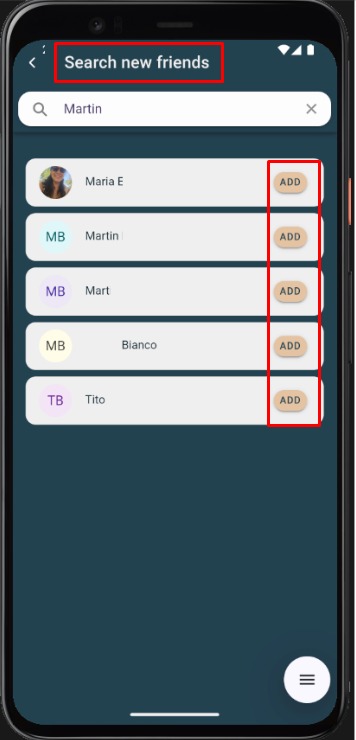 Search new friends
Martin
Maria E
ADD
MB
Martin
ADD
MB
Mart
ADD
MB
Bianco
ADD
TB
Tito
ADD